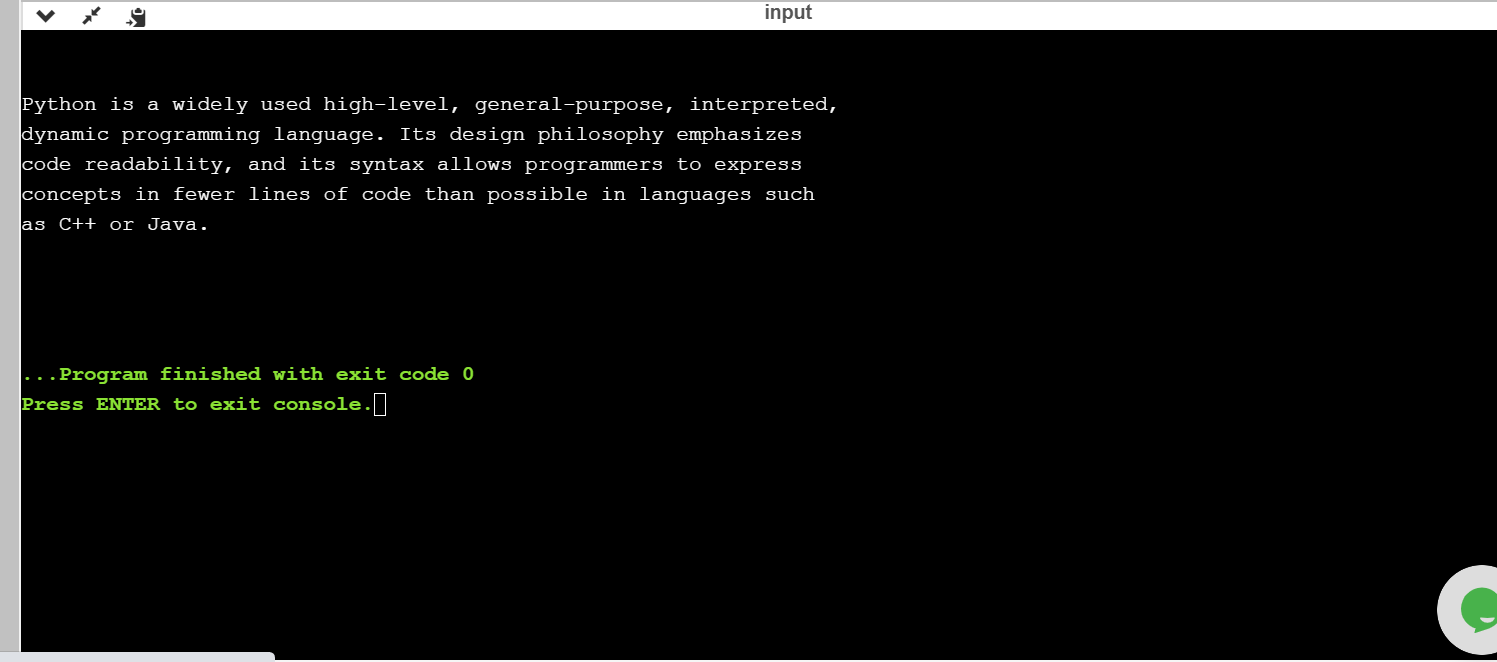 input
Python is a widely used high-level, general-purpose, interpreted,
dynamic programming language. Its design philosophy emphasizes
code readability, and its syntax allows programmers to express
concepts in fewer lines of code than possible in languages such
as C++ or Java.
...Program finished with exit code 0
Press ENTER to exit console.